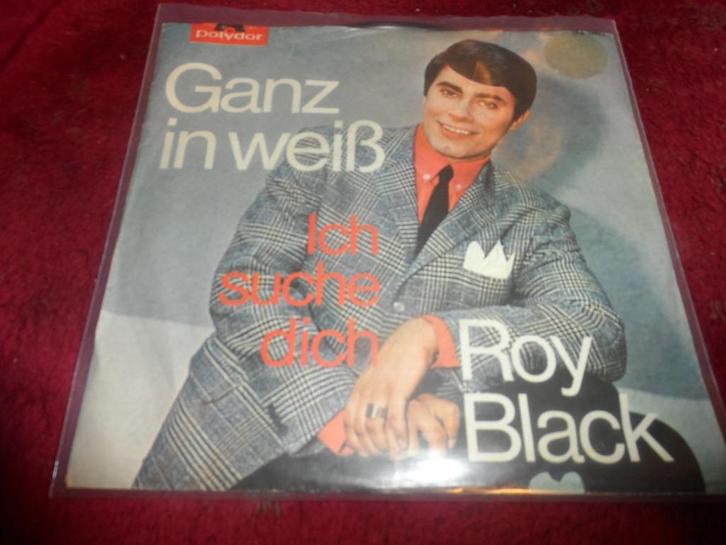 polydor
Ganz
in weiß
Ich
suche
dich
Roy
Black